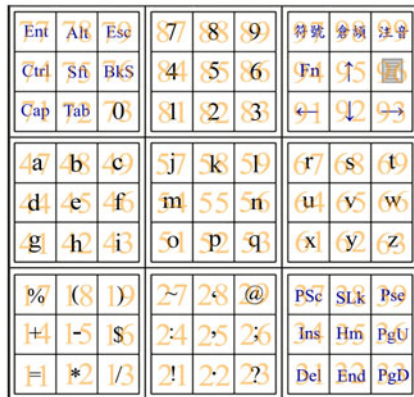 Ent Alt Esc 7 8 9 符號 倉頡 注音
Ctrl Sft BkS 4 5 6 Fn ↑
Cap Tab 0 1 2 3 ← ↓ →
a b c j k l r s t
d e f m n u v w
g h i o p q x y z
% ( ) ~ ‘ @ PSc SLk Pse
+ - $ : , ; Ins Hm PgU
= * / ! . ? Del End PgD